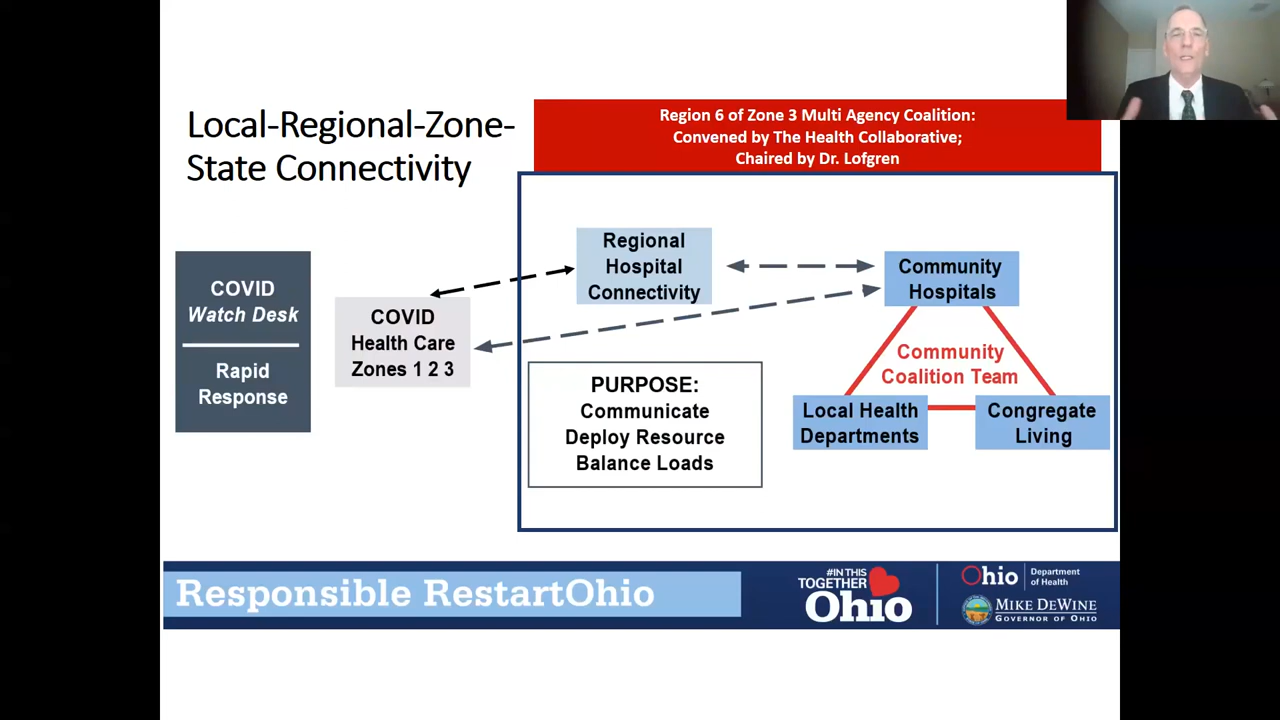 Local-Regional-Zone-
State Connectivity
Region 6 of Zone 3 Multi Agency Coalition:
Convened by The Health Collaborative;
Chaired by Dr. Lofgren
COVID
Watch Desk
Rapid
Response
COVID
Health Care
Zones 1 2 3
Regional
Hospital
Connectivity
Community
Hospitals
Community
Coalition Team
Local Health
Departments
Congregate
Living
PURPOSE:
Communicate
Deploy Resource
Balance Loads
Responsible RestartOhio
#IN THIS
TOGETHER
Ohio
Ohio
Department
of Health
MIKE DEWINE
GOVERNOR OF OHIO